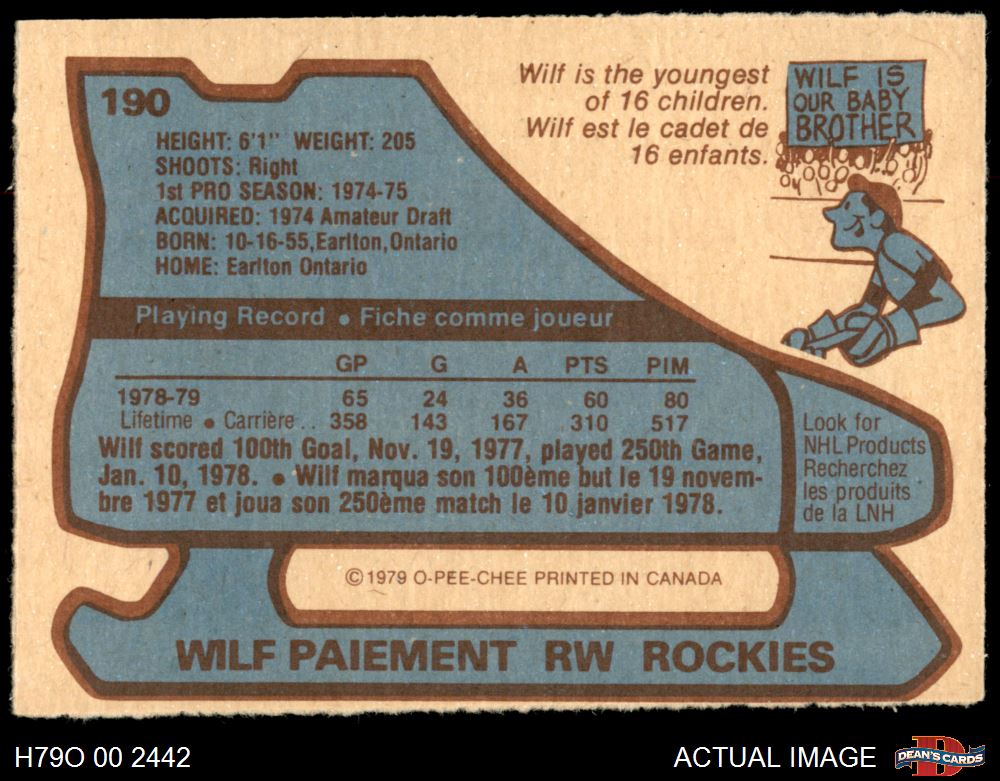 190
HEIGHT: 6'1" WEIGHT: 205
SHOOTS: Right
1st PRO SEASON: 1974-75
ACQUIRED: 1974 Amateur Draft
BORN: 10-16-55, Earlton, Ontario
HOME: Earlton Ontario
Wilf is the youngest
of 16 children.
Wilf est le cadet de
16 enfants.
WILF IS
OUR BABY
BROTHER
Playing Record • Fiche comme joueur
GP G A PTS PIM
1978-79 65 24 36 60 80
Lifetime • Carrière . . 358 143 167 310 517
Wilf scored 100th Goal, Nov. 19, 1977, played 250th Game,
Jan. 10, 1978. • Wilf marqua son 100ème but le 19 novem-
bre 1977 et joua son 250ème match le 10 janvier 1978.
Look for
NHL Products
Recherchez
les produits
de la LNH
© 1979 O-PEE-CHEE PRINTED IN CANADA
WILF PAIEMENT RW ROCKIES
H79O 00 2442
ACTUAL IMAGE
DEAN'S CARDS